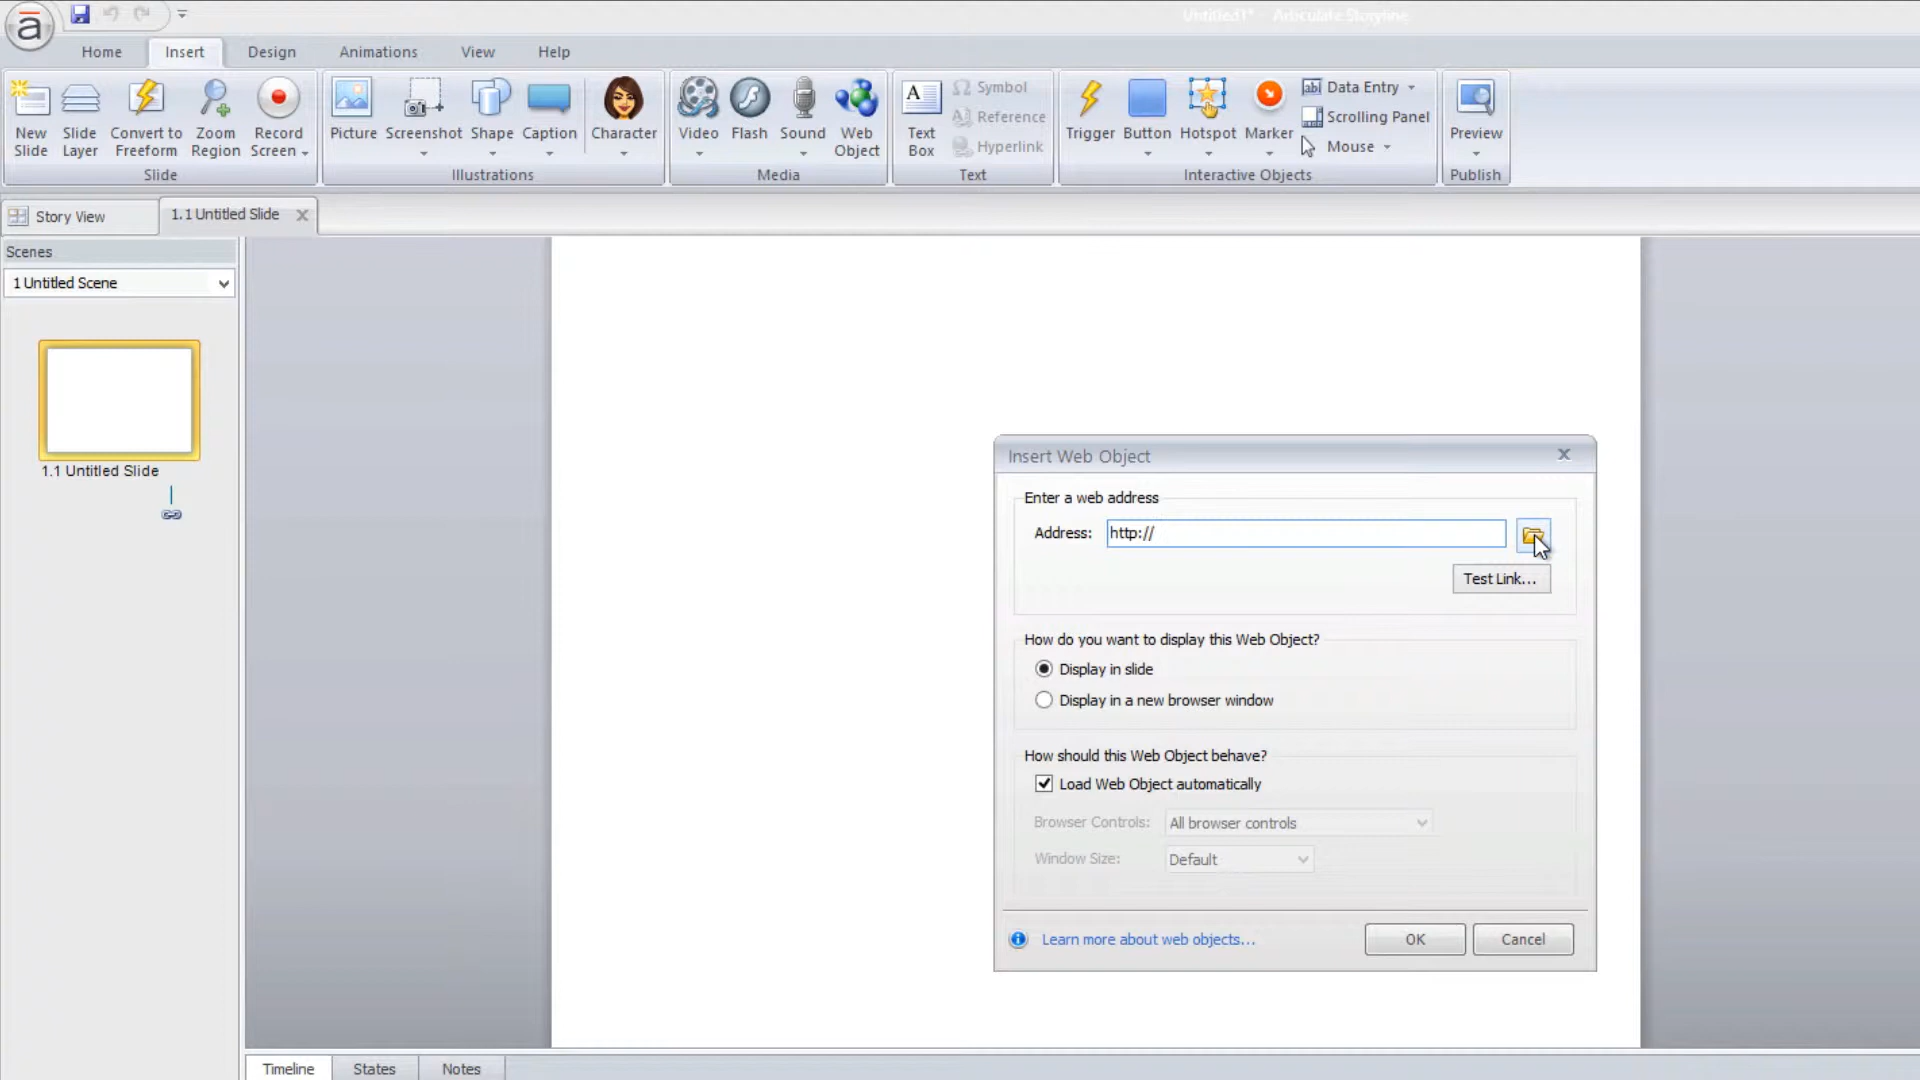 Untitled1* - Articulate Storyline
Home Insert Design Animations View Help
New Slide
Slide Layer
Convert to Freeform
Zoom Region
Record Screen
Slide
Picture
Screenshot
Shape
Caption
Character
Illustrations
Video
Flash
Sound
Web Object
Media
Text Box
Symbol
Reference
Hyperlink
Text
Trigger
Button
Hotspot
Marker
Data Entry
Scrolling Panel
Mouse
Interactive Objects
Preview
Publish
Story View
1.1 Untitled Slide
Scenes
1 Untitled Scene
1.1 Untitled Slide
Insert Web Object
Enter a web address
Address: http://
Test Link...
How do you want to display this Web Object?
Display in slide
Display in a new browser window
How should this Web Object behave?
Load Web Object automatically
Browser Controls: All browser controls
Window Size: Default
Learn more about web objects...
OK
Cancel
Timeline States Notes